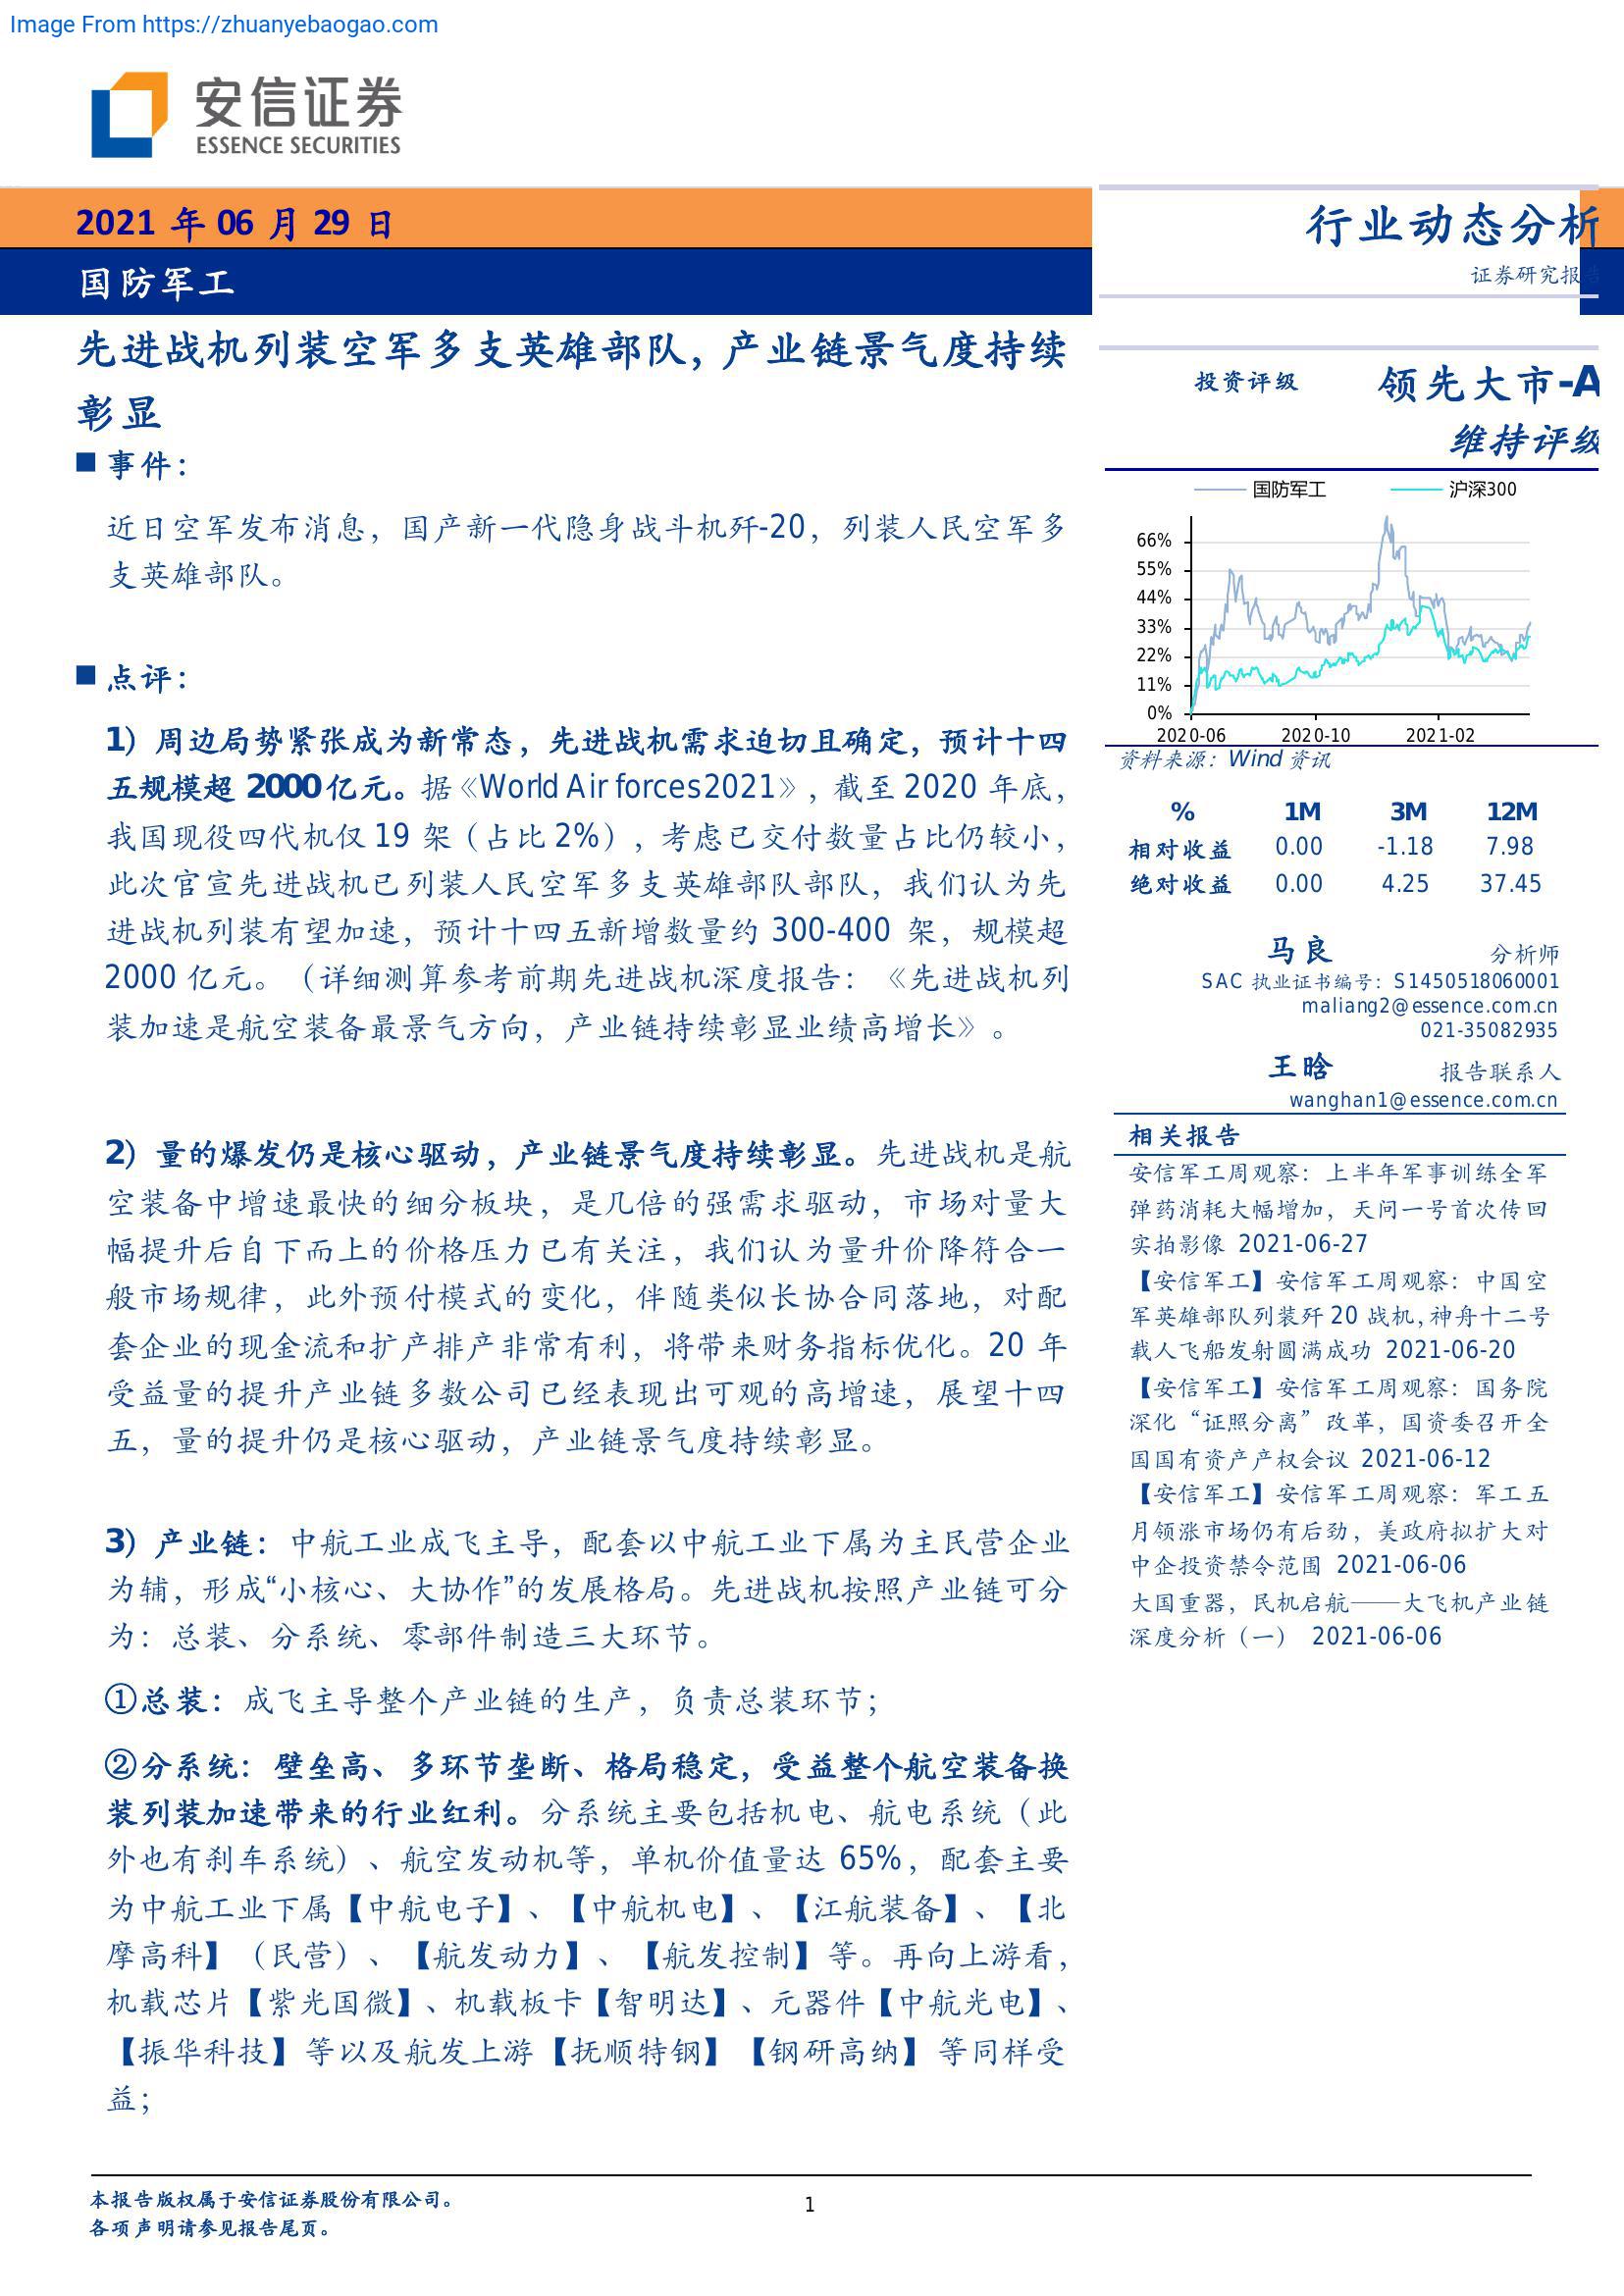 Image From https://zhuanyebaogao.com
安信证券
ESSENCE SECURITIES
2021 年 06 月 29 日
国防军工
先进战机列装空军多支英雄部队，产业链景气度持续
彰显
■ 事件：
近日空军发布消息，国产新一代隐身战斗机歼-20，列装人民空军多
支英雄部队。
■ 点评：
1）周边局势紧张成为新常态，先进战机需求迫切且确定，预计十四
五规模超 2000 亿元。据《World Air forces2021》，截至 2020 年底，
我国现役四代机仅 19 架（占比 2%），考虑已交付数量占比仍较小，
此次官宣先进战机已列装人民空军多支英雄部队部队，我们认为先
进战机列装有望加速，预计十四五新增数量约 300-400 架，规模超
2000 亿元。（详细测算参考前期先进战机深度报告：《先进战机列
装加速是航空装备最景气方向，产业链持续彰显业绩高增长》。
2）量的爆发仍是核心驱动，产业链景气度持续彰显。先进战机是航
空装备中增速最快的细分板块，是几倍的强需求驱动，市场对量大
幅提升后自下而上的价格压力已有关注，我们认为量升价降符合一
般市场规律，此外预付模式的变化，伴随类似长协合同落地，对配
套企业的现金流和扩产排产非常有利，将带来财务指标优化。20 年
受益量的提升产业链多数公司已经表现出可观的高增速，展望十四
五，量的提升仍是核心驱动，产业链景气度持续彰显。
3）产业链：中航工业成飞主导，配套以中航工业下属为主民营企业
为辅，形成“小核心、大协作”的发展格局。先进战机按照产业链可分
为：总装、分系统、零部件制造三大环节。
①总装：成飞主导整个产业链的生产，负责总装环节；
②分系统：壁垒高、多环节垄断、格局稳定，受益整个航空装备换
装列装加速带来的行业红利。分系统主要包括机电、航电系统（此
外也有刹车系统）、航空发动机等，单机价值量达 65%，配套主要
为中航工业下属【中航电子】、【中航机电】、【江航装备】、【北
摩高科】（民营）、【航发动力】、【航发控制】等。再向上游看，
机载芯片【紫光国微】、机载板卡【智明达】、元器件【中航光电】、
【振华科技】等以及航发上游【抚顺特钢】【钢研高纳】等同样受
益；
行业动态分析
证券研究报告
投资评级 领先大市-A
维持评级
国防军工 沪深300
66%
55%
44%
33%
22%
11%
0%
2020-06 2020-10 2021-02
资料来源：Wind 资讯
% 1M 3M 12M
相对收益 0.00 -1.18 7.98
绝对收益 0.00 4.25 37.45
马良 分析师
SAC 执业证书编号：S1450518060001
maliang2@essence.com.cn
021-35082935
王晗 报告联系人
wanghan1@essence.com.cn
相关报告
安信军工周观察：上半年军事训练全军
弹药消耗大幅增加，天问一号首次传回
实拍影像 2021-06-27
【安信军工】安信军工周观察：中国空
军英雄部队列装歼 20 战机，神舟十二号
载人飞船发射圆满成功 2021-06-20
【安信军工】安信军工周观察：国务院
深化“证照分离”改革，国资委召开全
国国有资产产权会议 2021-06-12
【安信军工】安信军工周观察：军工五
月领涨市场仍有后劲，美政府拟扩大对
中企投资禁令范围 2021-06-06
大国重器，民机启航——大飞机产业链
深度分析（一） 2021-06-06
本报告版权属于安信证券股份有限公司。
各项声明请参见报告尾页。
1